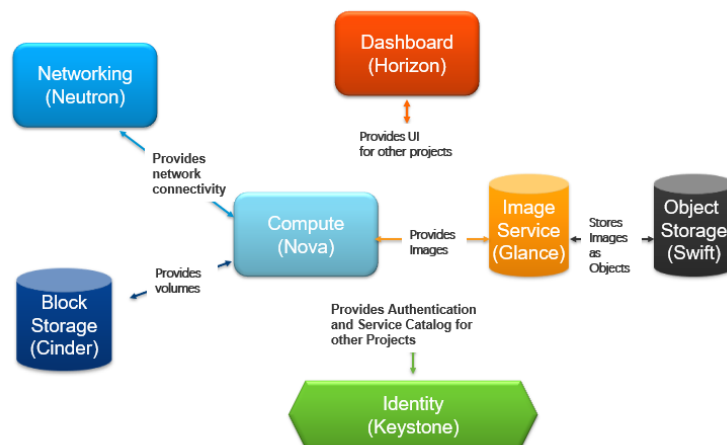 Dashboard
(Horizon)
Networking
(Neutron)
Provides UI
for other projects
Provides
network
connectivity
Compute
(Nova)
Provides
Images
Image
Service
(Glance)
Stores
Images
as
Objects
Object
Storage
(Swift)
Provides
volumes
Block
Storage
(Cinder)
Provides Authentication
and Service Catalog for
other Projects
Identity
(Keystone)